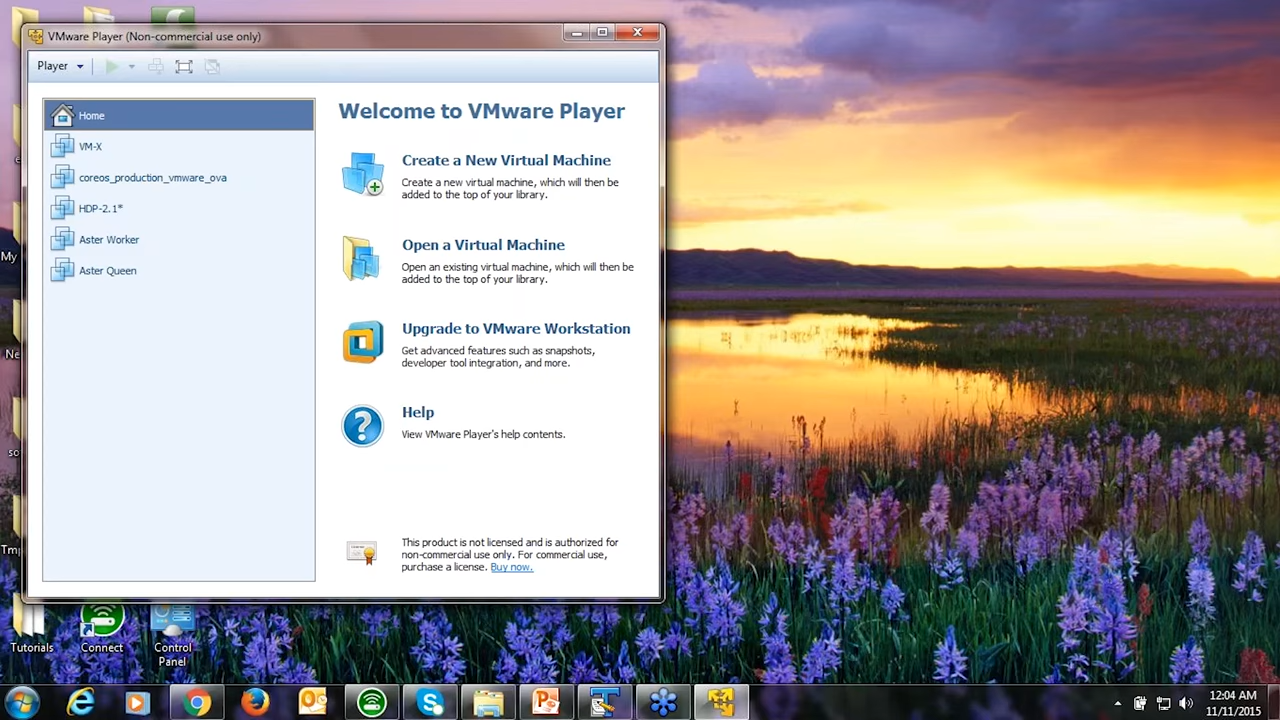 VMware Player (Non-commercial use only)
Player
Home
VM-X
coreos_production_vmware_ova
HDP-2.1*
Aster Worker
Aster Queen
Welcome to VMware Player
Create a New Virtual Machine
Create a new virtual machine, which will then be
added to the top of your library.
Open a Virtual Machine
Open an existing virtual machine, which will then be
added to the top of your library.
Upgrade to VMware Workstation
Get advanced features such as snapshots,
developer tool integration, and more.
Help
View VMware Player's help contents.
This product is not licensed and is authorized for
non-commercial use only. For commercial use,
purchase a license. Buy now.
My
Ne
so
Tmp
Tutorials
Connect
Control
Panel
12:04 AM
11/11/2015